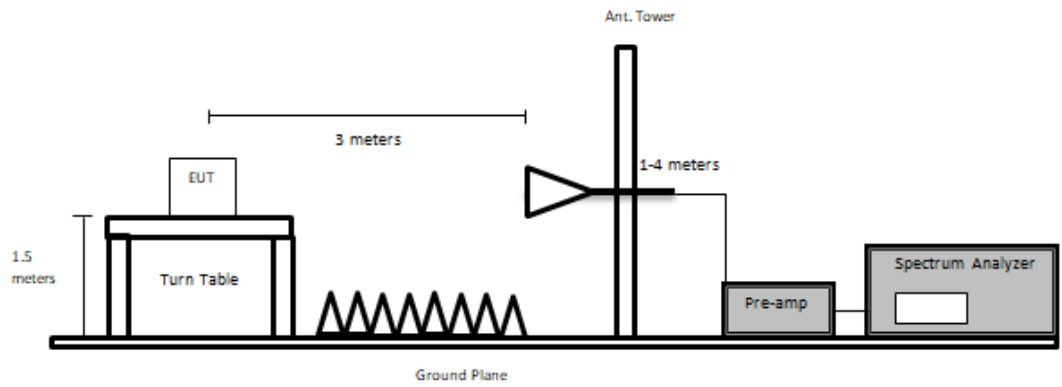 Ant. Tower
3 meters
1-4 meters
EUT
1.5
meters
Turn Table
Spectrum Analyzer
Pre-amp
Ground Plane